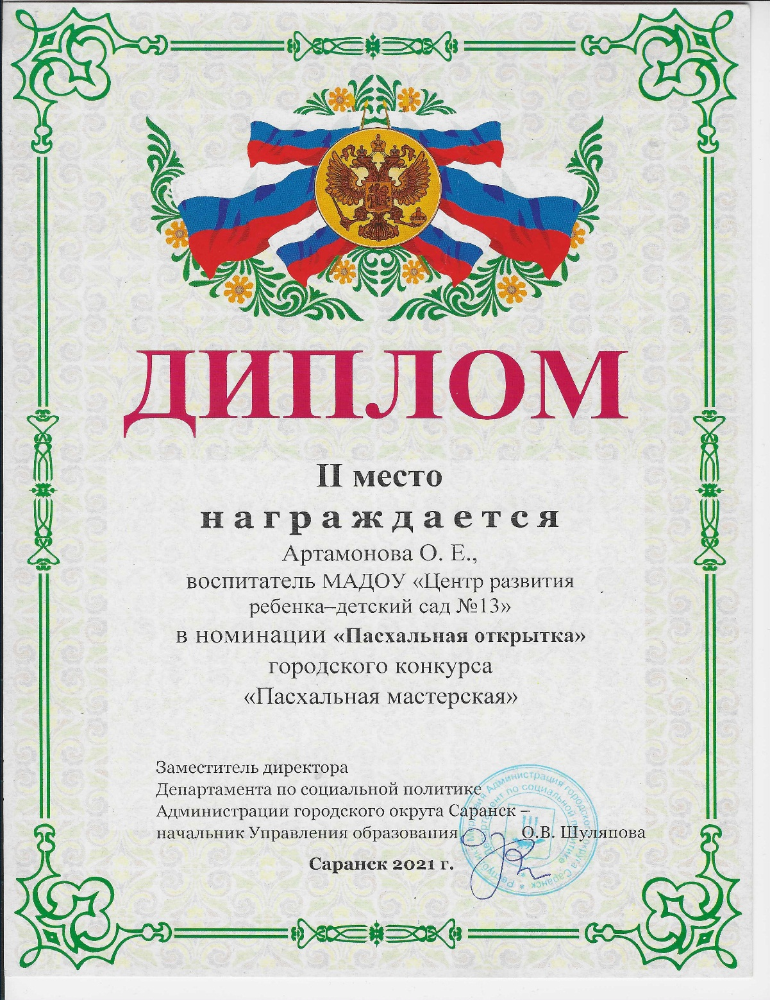 ДИПЛОМ
II место
награждается
Артамонова О. Е.,
воспитатель МАДОУ «Центр развития
ребенка–детский сад №13»
в номинации «Пасхальная открытка»
городского конкурса
«Пасхальная мастерская»
Заместитель директора
Департамента по социальной политике
Администрации городского округа Саранск –
начальник Управления образования О.В. Шуляпова
Саранск 2021 г.
Республика Мордовия Администрация городского округа Саранск
Департамент по социальной политике